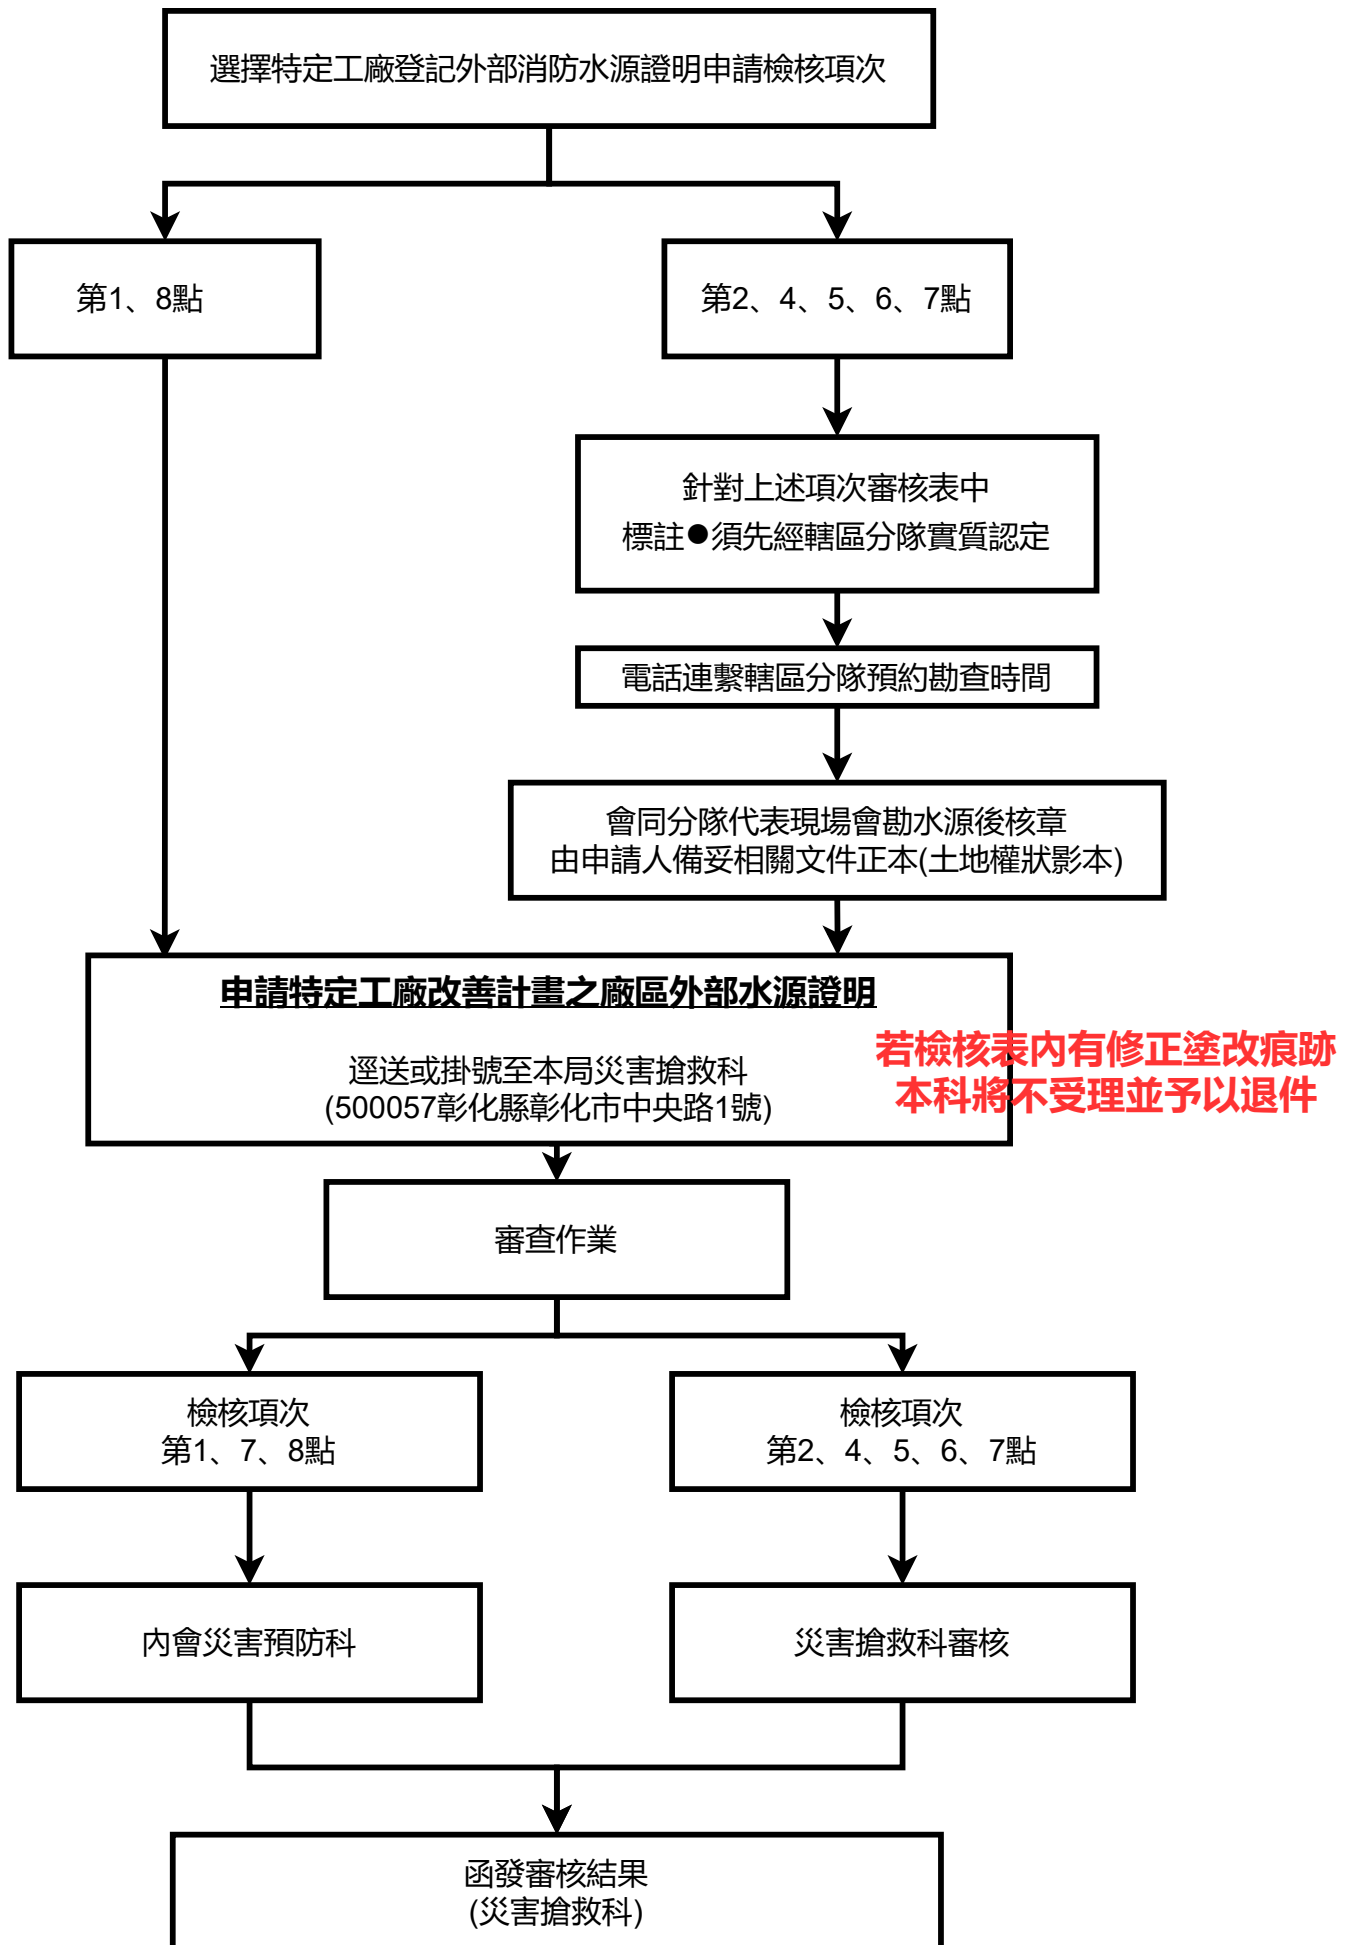 選擇特定工廠登記外部消防水源證明申請檢核項次
第1、8點
第2、4、5、6、7點
針對上述項次審核表中
標註●須先經轄區分隊實質認定
電話連繫轄區分隊預約勘查時間
會同分隊代表現場會勘水源後核章
由申請人備妥相關文件正本(土地權狀影本)
申請特定工廠改善計畫之廠區外部水源證明
逕送或掛號至本局災害搶救科
(500057彰化縣彰化市中央路1號)
若檢核表內有修正塗改痕跡
本科將不受理並予以退件
審查作業
檢核項次
第1、7、8點
檢核項次
第2、4、5、6、7點
內會災害預防科
災害搶救科審核
函發審核結果
(災害搶救科)